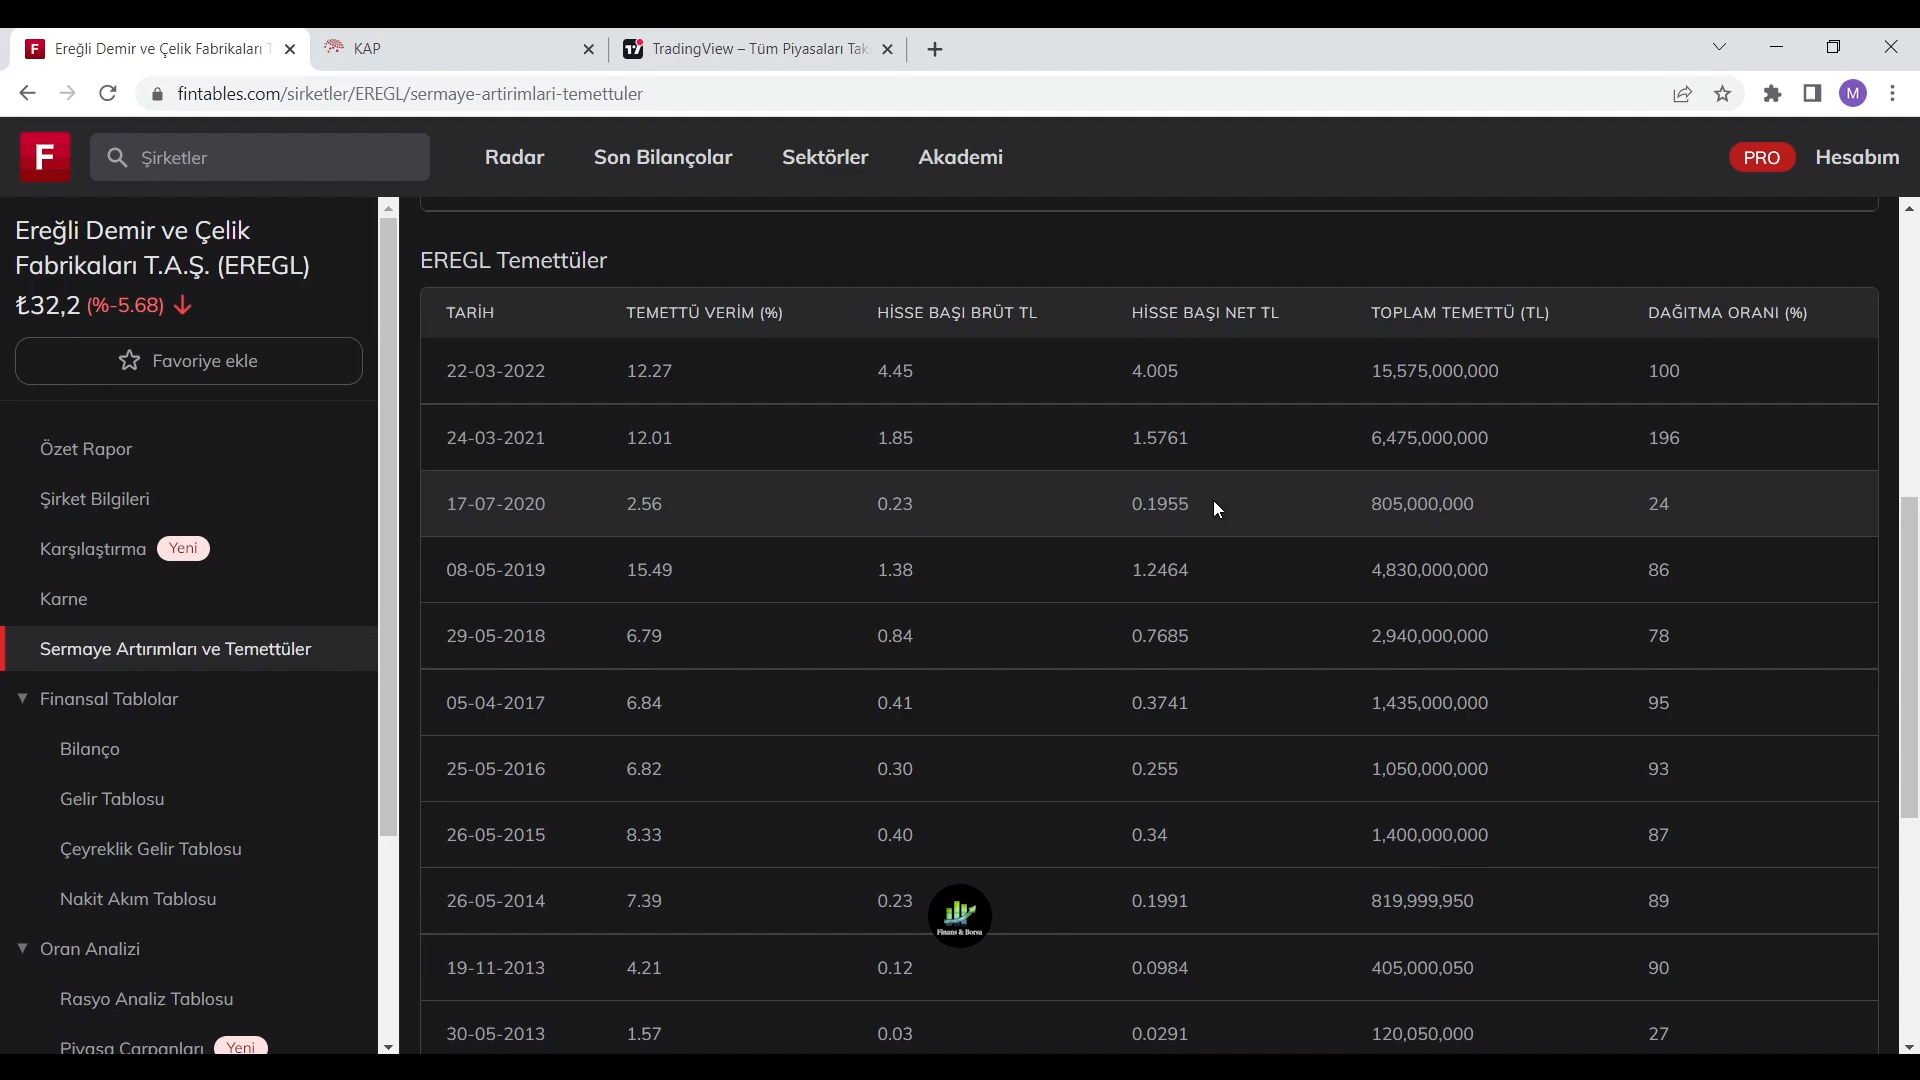 Ereğli Demir ve Çelik Fabrikaları T
KAP
TradingView – Tüm Piyasaları Tak
fintables.com/sirketler/EREGL/sermaye-artirimlari-temettuler
M
F
Şirketler
Radar
Son Bilançolar
Sektörler
Akademi
PRO
Hesabım
Ereğli Demir ve Çelik
Fabrikaları T.A.Ş. (EREGL)
₺32,2 (%-5.68)
Favoriye ekle
Özet Rapor
Şirket Bilgileri
Karşılaştırma Yeni
Karne
Sermaye Artırımları ve Temettüler
Finansal Tablolar
Bilanço
Gelir Tablosu
Çeyreklik Gelir Tablosu
Nakit Akım Tablosu
Oran Analizi
Rasyo Analiz Tablosu
Piyasa Çarpanları Yeni
EREGL Temettüler
TARİH TEMETTÜ VERİM (%) HİSSE BAŞI BRÜT TL HİSSE BAŞI NET TL TOPLAM TEMETTÜ (TL) DAĞITMA ORANI (%)
22-03-2022 12.27 4.45 4.005 15,575,000,000 100
24-03-2021 12.01 1.85 1.5761 6,475,000,000 196
17-07-2020 2.56 0.23 0.1955 805,000,000 24
08-05-2019 15.49 1.38 1.2464 4,830,000,000 86
29-05-2018 6.79 0.84 0.7685 2,940,000,000 78
05-04-2017 6.84 0.41 0.3741 1,435,000,000 95
25-05-2016 6.82 0.30 0.255 1,050,000,000 93
26-05-2015 8.33 0.40 0.34 1,400,000,000 87
26-05-2014 7.39 0.23 0.1991 819,999,950 89
Finans & Borsa
19-11-2013 4.21 0.12 0.0984 405,000,050 90
30-05-2013 1.57 0.03 0.0291 120,050,000 27